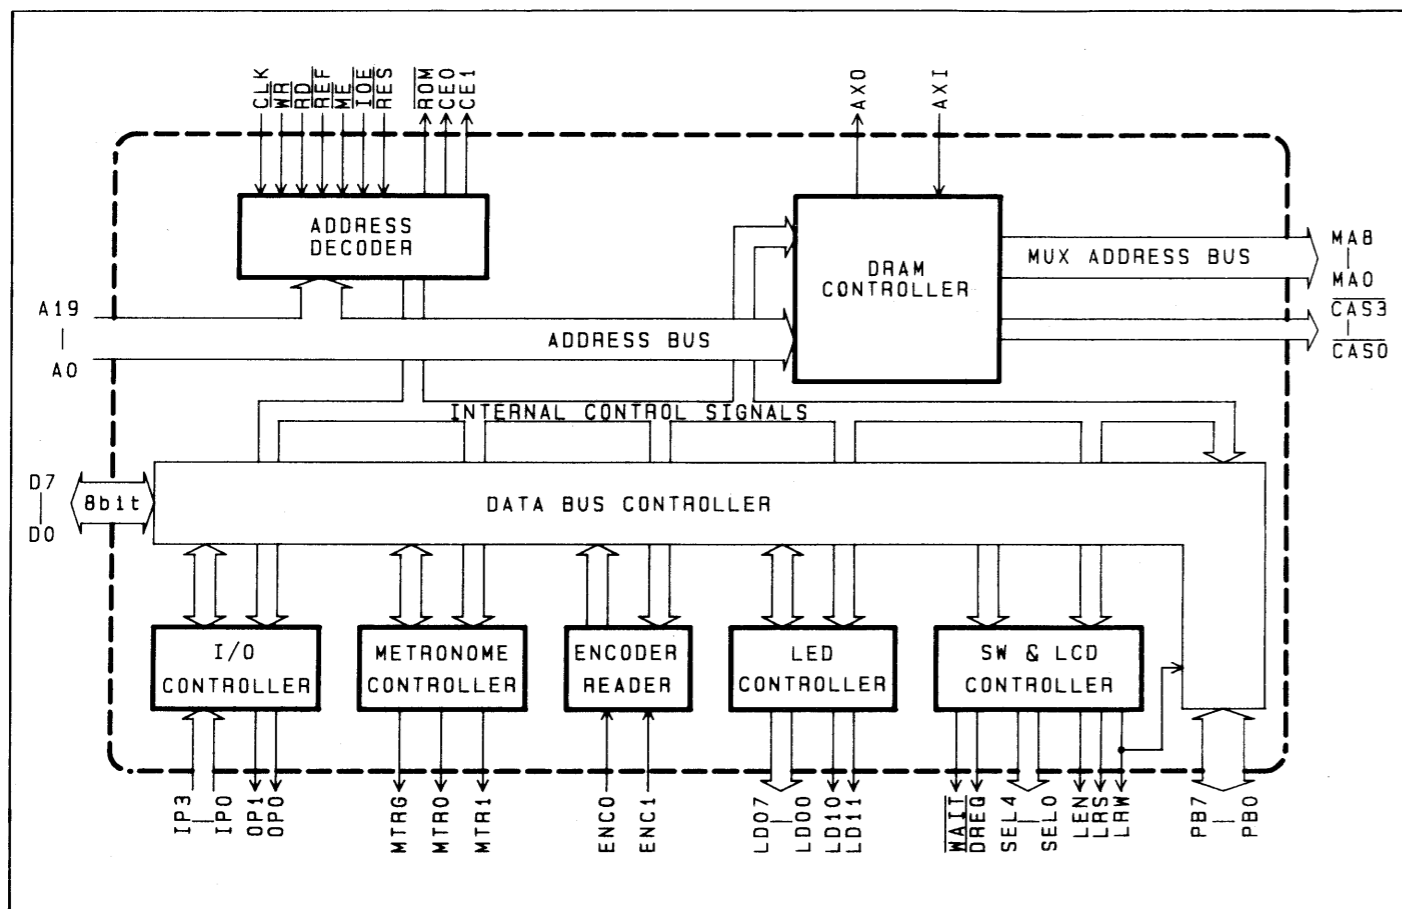 CLK
WR
RD
REF
ME
IOE
RES
ROM
CE0
CE1
AXO
AXI
ADDRESS
DECODER
DRAM
CONTROLLER
MUX ADDRESS BUS
MA8
MA0
CAS3
CAS0
A19
A0
ADDRESS BUS
INTERNAL CONTROL SIGNALS
D7
D0
8bit
DATA BUS CONTROLLER
I/O
CONTROLLER
METRONOME
CONTROLLER
ENCODER
READER
LED
CONTROLLER
SW & LCD
CONTROLLER
IP3
IP0
OP1
OP0
MTRG
MTR0
MTR1
ENC0
ENC1
LD07
LD00
LD10
LD11
WAIT
DREQ
SEL4
SEL0
LEN
LRS
LRW
PB7
PB0